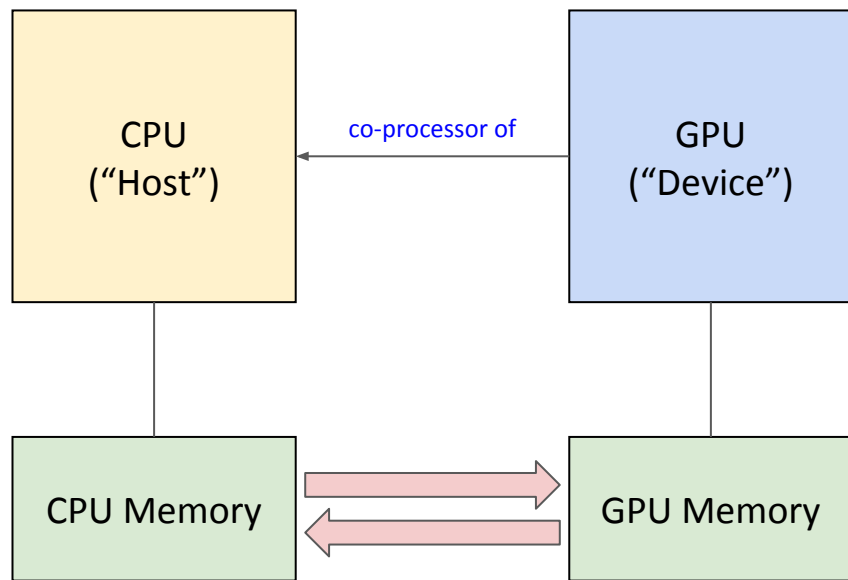 CPU
(“Host”)
co-processor of
GPU
(“Device”)
CPU Memory
GPU Memory